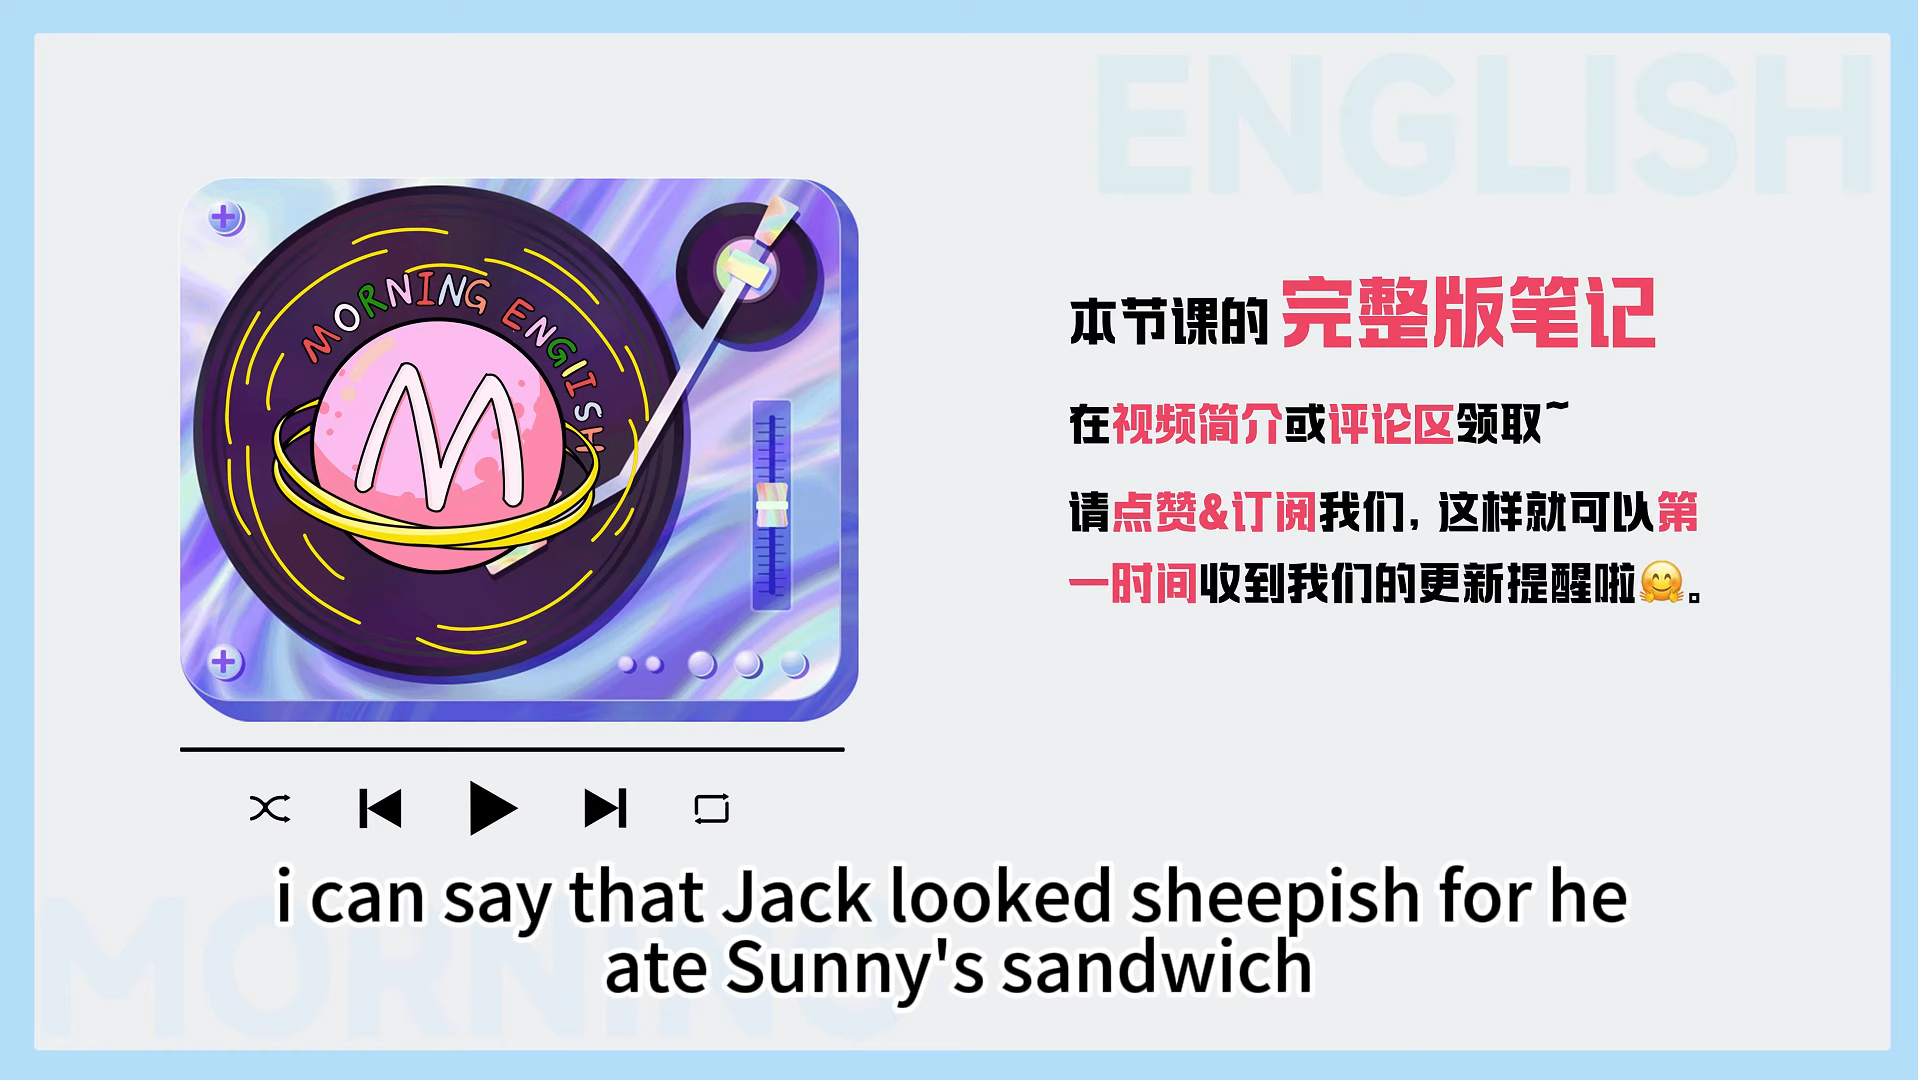 ENGLISH
MORNING ENGLISH
M
本节课的完整版笔记
在视频简介或评论区领取~
请点赞&订阅我们，这样就可以第
一时间收到我们的更新提醒啦🤗。
i can say that Jack looked sheepish for he
ate Sunny's sandwich
MORNING